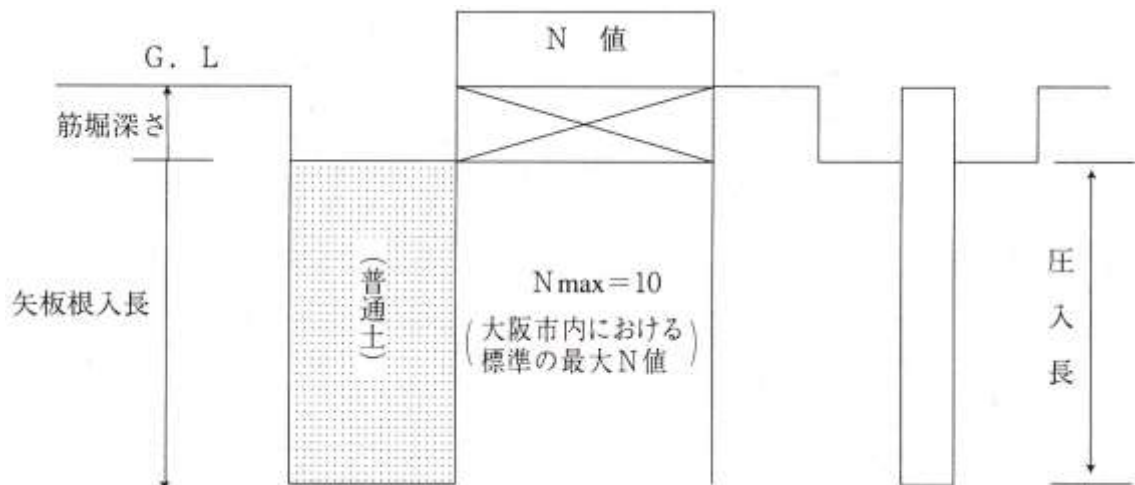 N 値
G. L
筋堀深さ
矢板根入長
(普通土)
Nmax=10
(大阪市内における
標準の最大N値)
圧入長